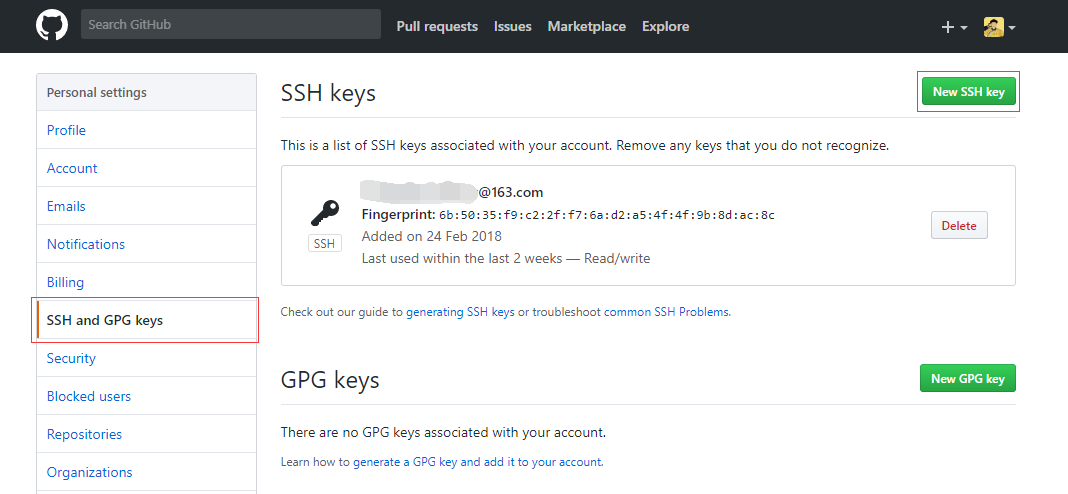 Search GitHub
Pull requests Issues Marketplace Explore
Personal settings
Profile
Account
Emails
Notifications
Billing
SSH and GPG keys
Security
Blocked users
Repositories
Organizations
SSH keys
New SSH key
This is a list of SSH keys associated with your account. Remove any keys that you do not recognize.
@163.com
Fingerprint: 6b:50:35:f9:c2:2f:f7:6a:d2:a5:4f:4f:9b:8d:ac:8c
SSH
Added on 24 Feb 2018
Last used within the last 2 weeks — Read/write
Delete
Check out our guide to generating SSH keys or troubleshoot common SSH Problems.
GPG keys
New GPG key
There are no GPG keys associated with your account.
Learn how to generate a GPG key and add it to your account.